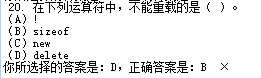 20. 在下列运算符中，不能重载的是（ ）。
(A) !
(B) sizeof
(C) new
(D) delete
你所选择的答案是：D，正确答案是：B ×